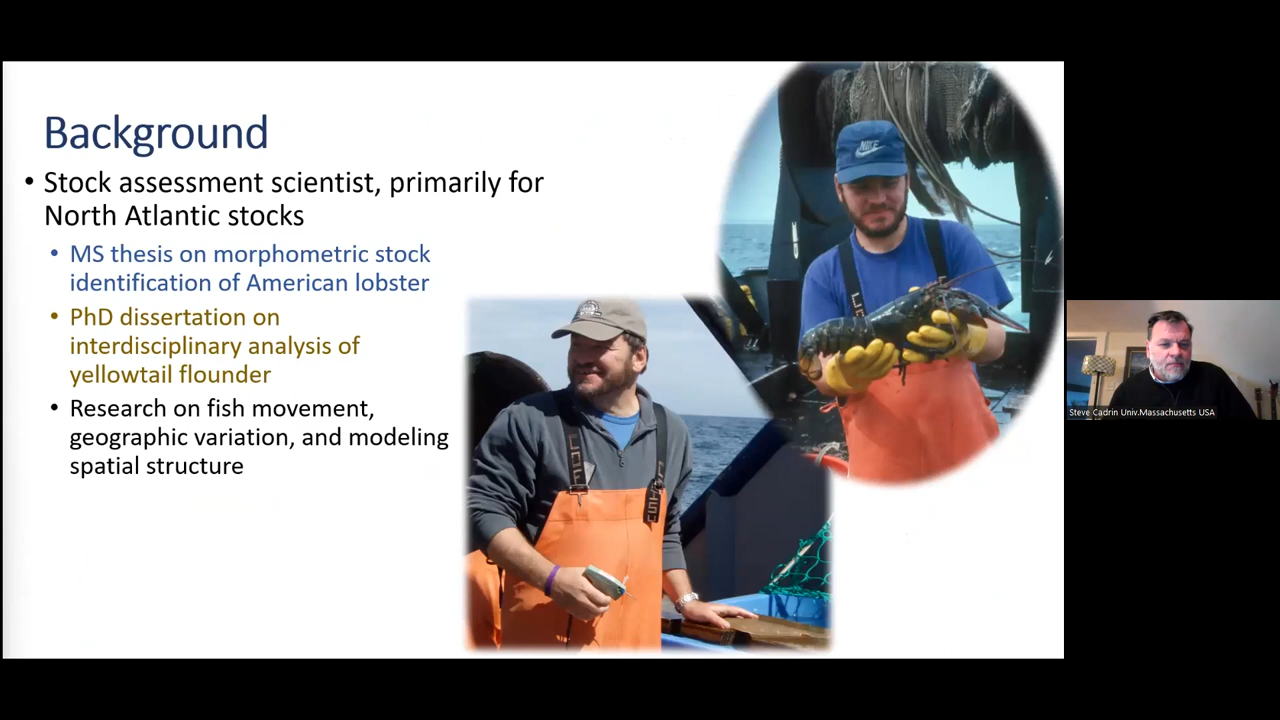 Background
• Stock assessment scientist, primarily for
North Atlantic stocks
• MS thesis on morphometric stock
identification of American lobster
• PhD dissertation on
interdisciplinary analysis of
yellowtail flounder
• Research on fish movement,
geographic variation, and modeling
spatial structure
NIKE
Steve Cadrin Univ.Massachusetts USA